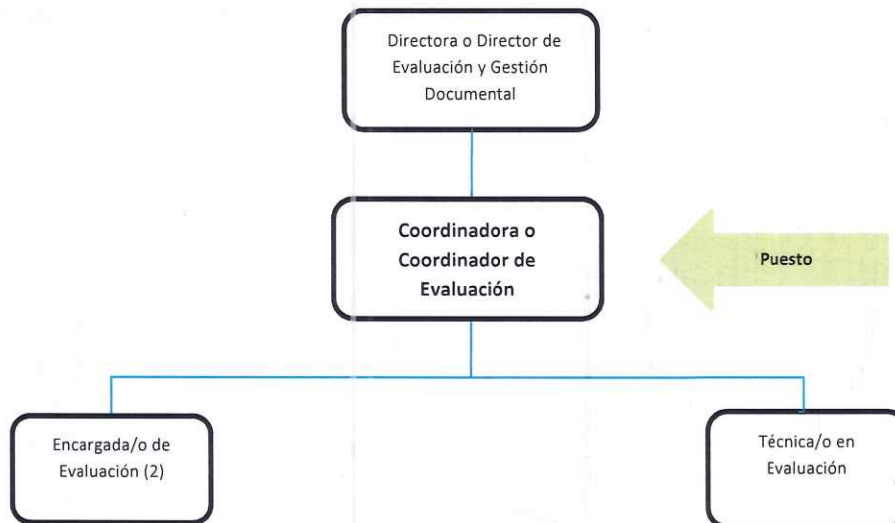 Directora o Director de
Evaluación y Gestión
Documental
Coordinadora o
Coordinador de
Evaluación
Puesto
Encargada/o de
Evaluación (2)
Técnica/o en
Evaluación